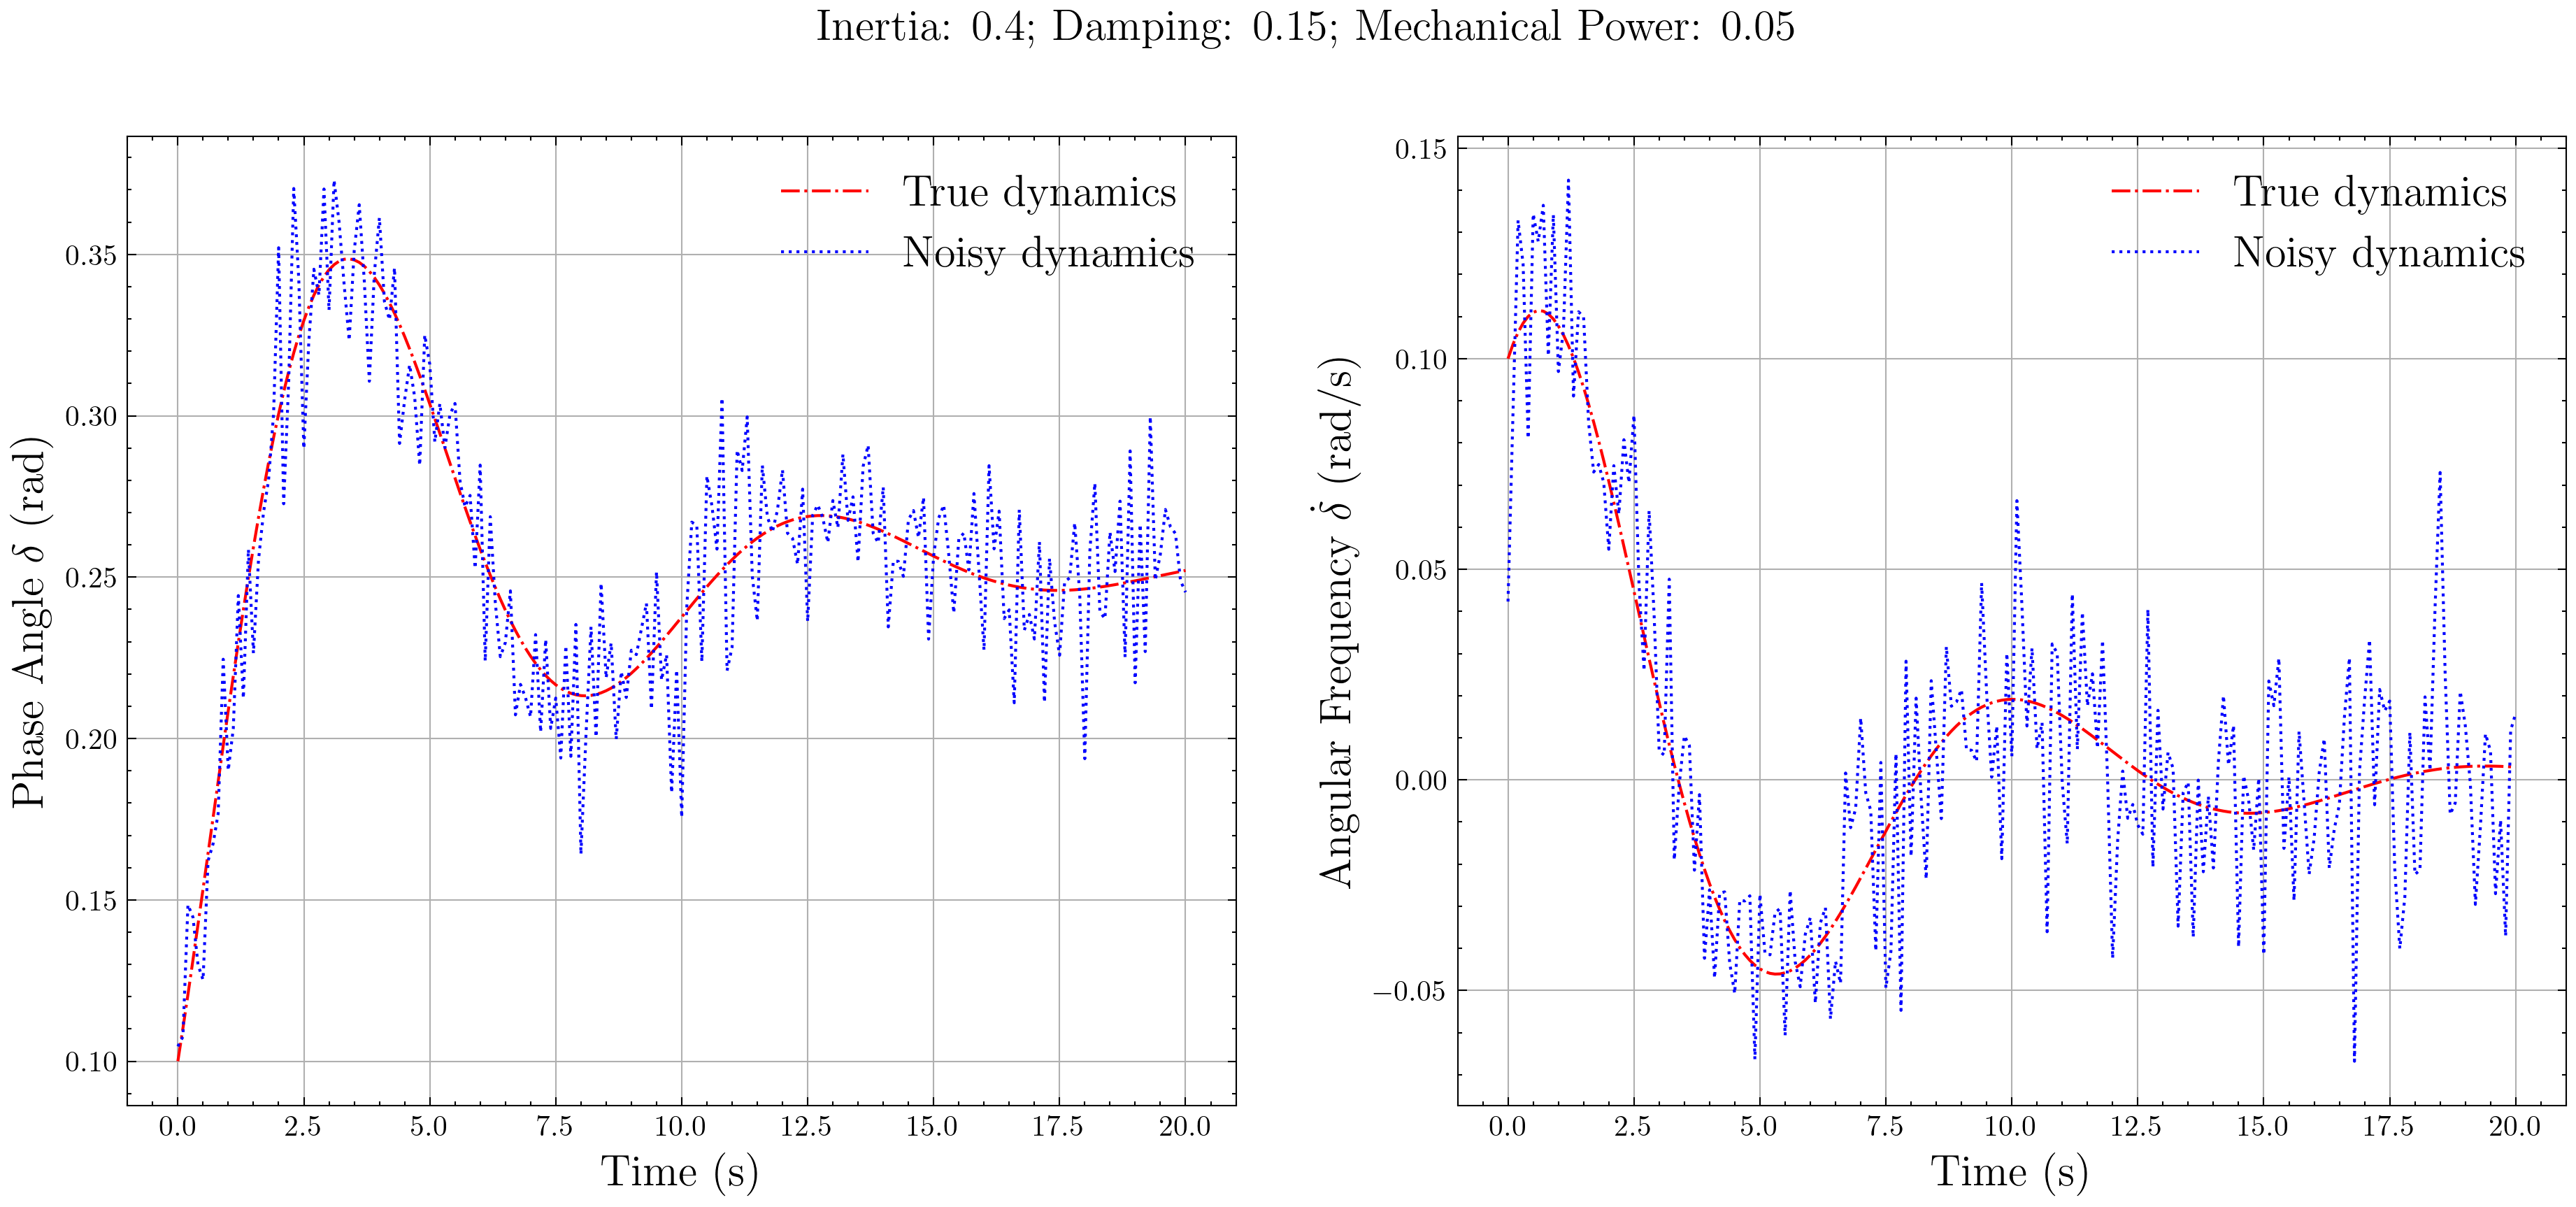 Inertia: 0.4; Damping: 0.15; Mechanical Power: 0.05
Phase Angle δ (rad)
0.35
0.30
0.25
0.20
0.15
0.10
True dynamics
Noisy dynamics
0.0 2.5 5.0 7.5 10.0 12.5 15.0 17.5 20.0
Time (s)
Angular Frequency δ̇ (rad/s)
0.15
0.10
0.05
0.00
−0.05
True dynamics
Noisy dynamics
0.0 2.5 5.0 7.5 10.0 12.5 15.0 17.5 20.0
Time (s)